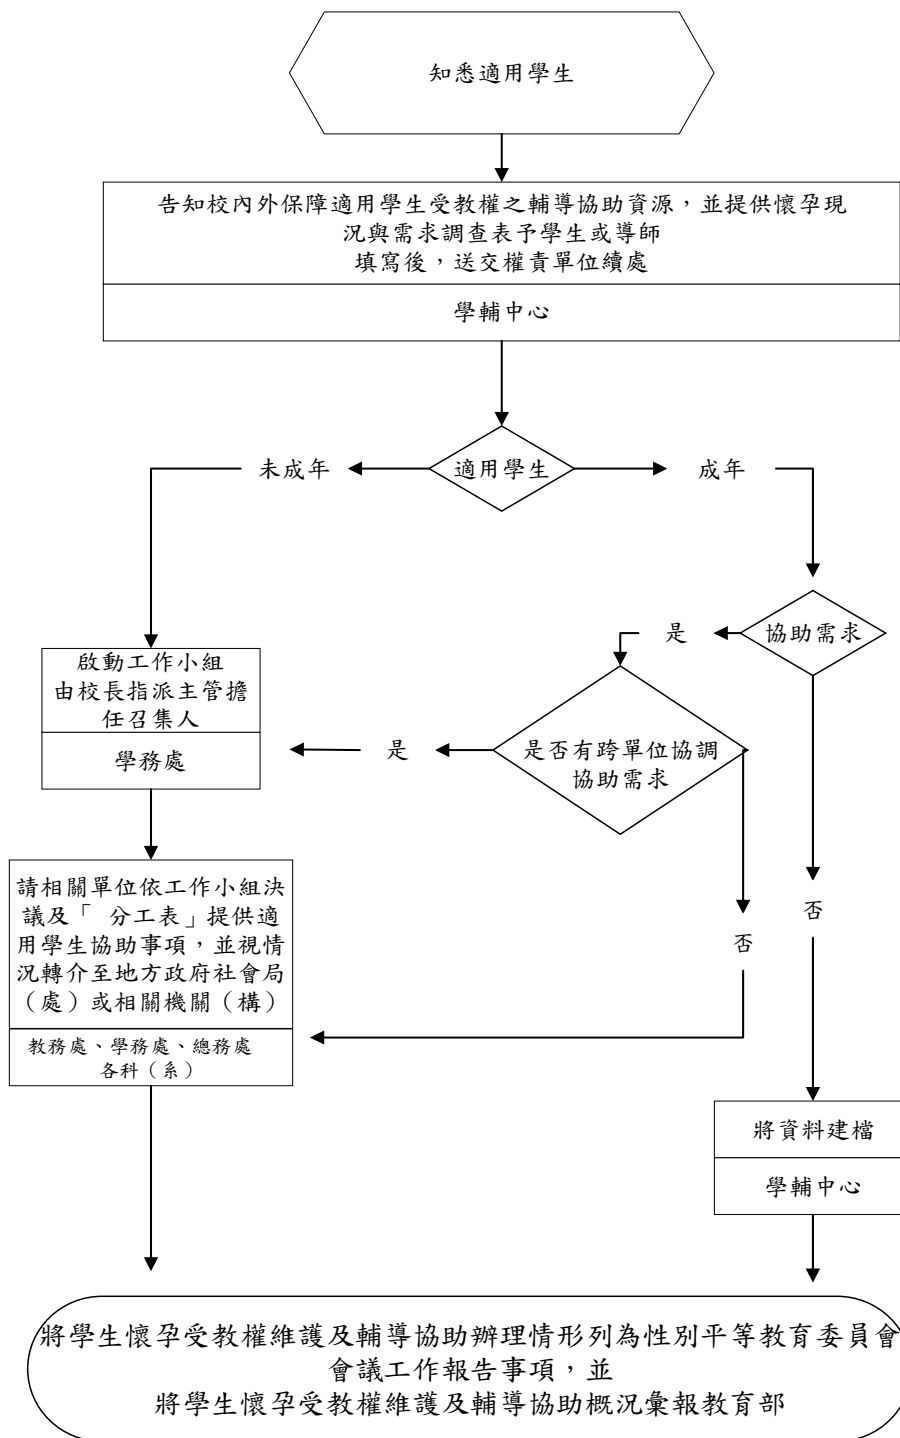 知悉適用學生
告知校內外保障適用學生受教權之輔導協助資源，並提供懷孕現
況與需求調查表予學生或導師
填寫後，送交權責單位續處
學輔中心
未成年
適用學生
成年
是
協助需求
啟動工作小組
由校長指派主管擔
任召集人
學務處
是
是否有跨單位協調
協助需求
請相關單位依工作小組決
議及「 分工表」提供適
用學生協助事項，並視情
況轉介至地方政府社會局
（處）或相關機關（構）
否
否
教務處、學務處、總務處
各科（系）
將資料建檔
學輔中心
將學生懷孕受教權維護及輔導協助辦理情形列為性別平等教育委員會
會議工作報告事項，並
將學生懷孕受教權維護及輔導協助概況彙報教育部